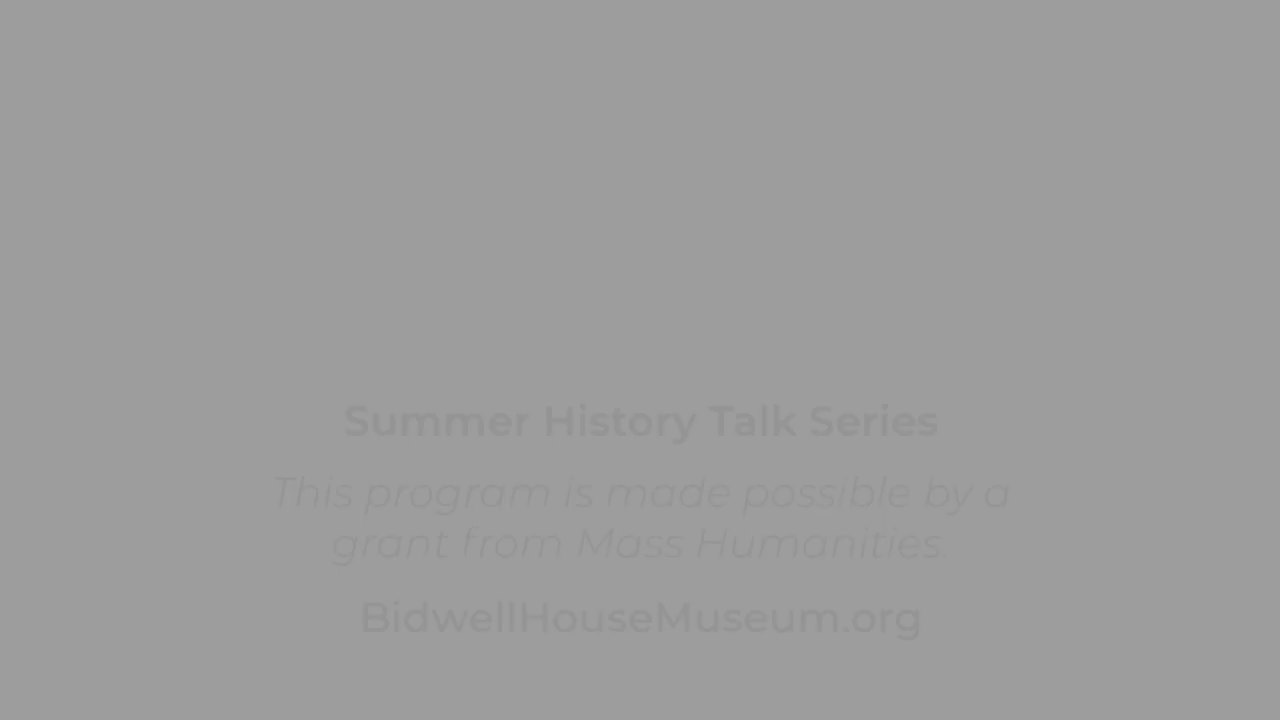 Summer History Talk Series
This program is made possible by a
grant from Mass Humanities.
BidwellHouseMuseum.org